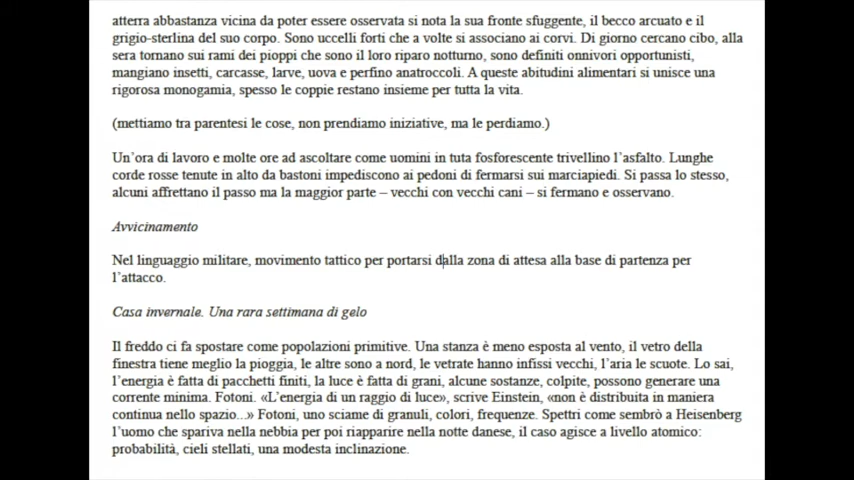 atterra abbastanza vicina da poter essere osservata si nota la sua fronte sfuggente, il becco arcuato e il
grigio-sterlina del suo corpo. Sono uccelli forti che a volte si associano ai corvi. Di giorno cercano cibo, alla
sera tornano sui rami dei pioppi che sono il loro riparo notturno, sono definiti onnivori opportunisti,
mangiano insetti, carcasse, larve, uova e perfino anatroccoli. A queste abitudini alimentari si unisce una
rigorosa monogamia, spesso le coppie restano insieme per tutta la vita.
(mettiamo tra parentesi le cose, non prendiamo iniziative, ma le perdiamo.)
Un’ora di lavoro e molte ore ad ascoltare come uomini in tuta fosforescente trivellino l’asfalto. Lunghe
corde rosse tenute in alto da bastoni impediscono ai pedoni di fermarsi sui marciapiedi. Si passa lo stesso,
alcuni affrettano il passo ma la maggior parte – vecchi con vecchi cani – si fermano e osservano.
Avvicinamento
Nel linguaggio militare, movimento tattico per portarsi dalla zona di attesa alla base di partenza per
l’attacco.
Casa invernale. Una rara settimana di gelo
Il freddo ci fa spostare come popolazioni primitive. Una stanza è meno esposta al vento, il vetro della
finestra tiene meglio la pioggia, le altre sono a nord, le vetrate hanno infissi vecchi, l’aria le scuote. Lo sai,
l’energia è fatta di pacchetti finiti, la luce è fatta di grani, alcune sostanze, colpite, possono generare una
corrente minima. Fotoni. «L’energia di un raggio di luce», scrive Einstein, «non è distribuita in maniera
continua nello spazio...» Fotoni, uno sciame di granuli, colori, frequenze. Spettri come sembrò a Heisenberg
l’uomo che spariva nella nebbia per poi riapparire nella notte danese, il caso agisce a livello atomico:
probabilità, cieli stellati, una modesta inclinazione.